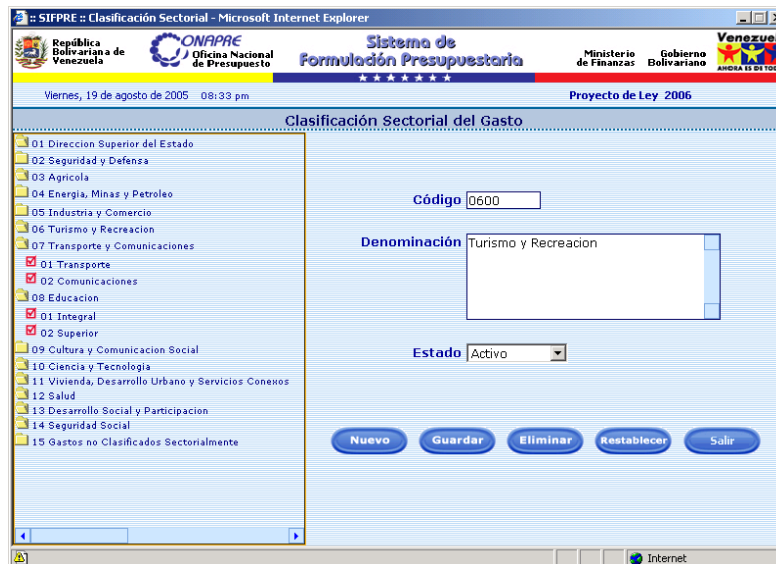 :: SIFPRE :: Clasificación Sectorial - Microsoft Internet Explorer
República
Bolivariana de
Venezuela
ONAPRE
Oficina Nacional
de Presupuesto
Sistema de
Formulación Presupuestaria
Ministerio
de Finanzas
Gobierno
Bolivariano
Venezuel
AHORA ES DE TOD
Viernes, 19 de agosto de 2005 08:33 pm
Proyecto de Ley 2006
Clasificación Sectorial del Gasto
01 Direccion Superior del Estado
02 Seguridad y Defensa
03 Agricola
04 Energia, Minas y Petroleo
05 Industria y Comercio
06 Turismo y Recreacion
07 Transporte y Comunicaciones
01 Transporte
02 Comunicaciones
08 Educacion
01 Integral
02 Superior
09 Cultura y Comunicacion Social
10 Ciencia y Tecnologia
11 Vivienda, Desarrollo Urbano y Servicios Conexos
12 Salud
13 Desarrollo Social y Participacion
14 Seguridad Social
15 Gastos no Clasificados Sectorialmente
Código 0600
Denominación Turismo y Recreacion
Estado Activo
Nuevo Guardar Eliminar Restablecer Salir
Internet